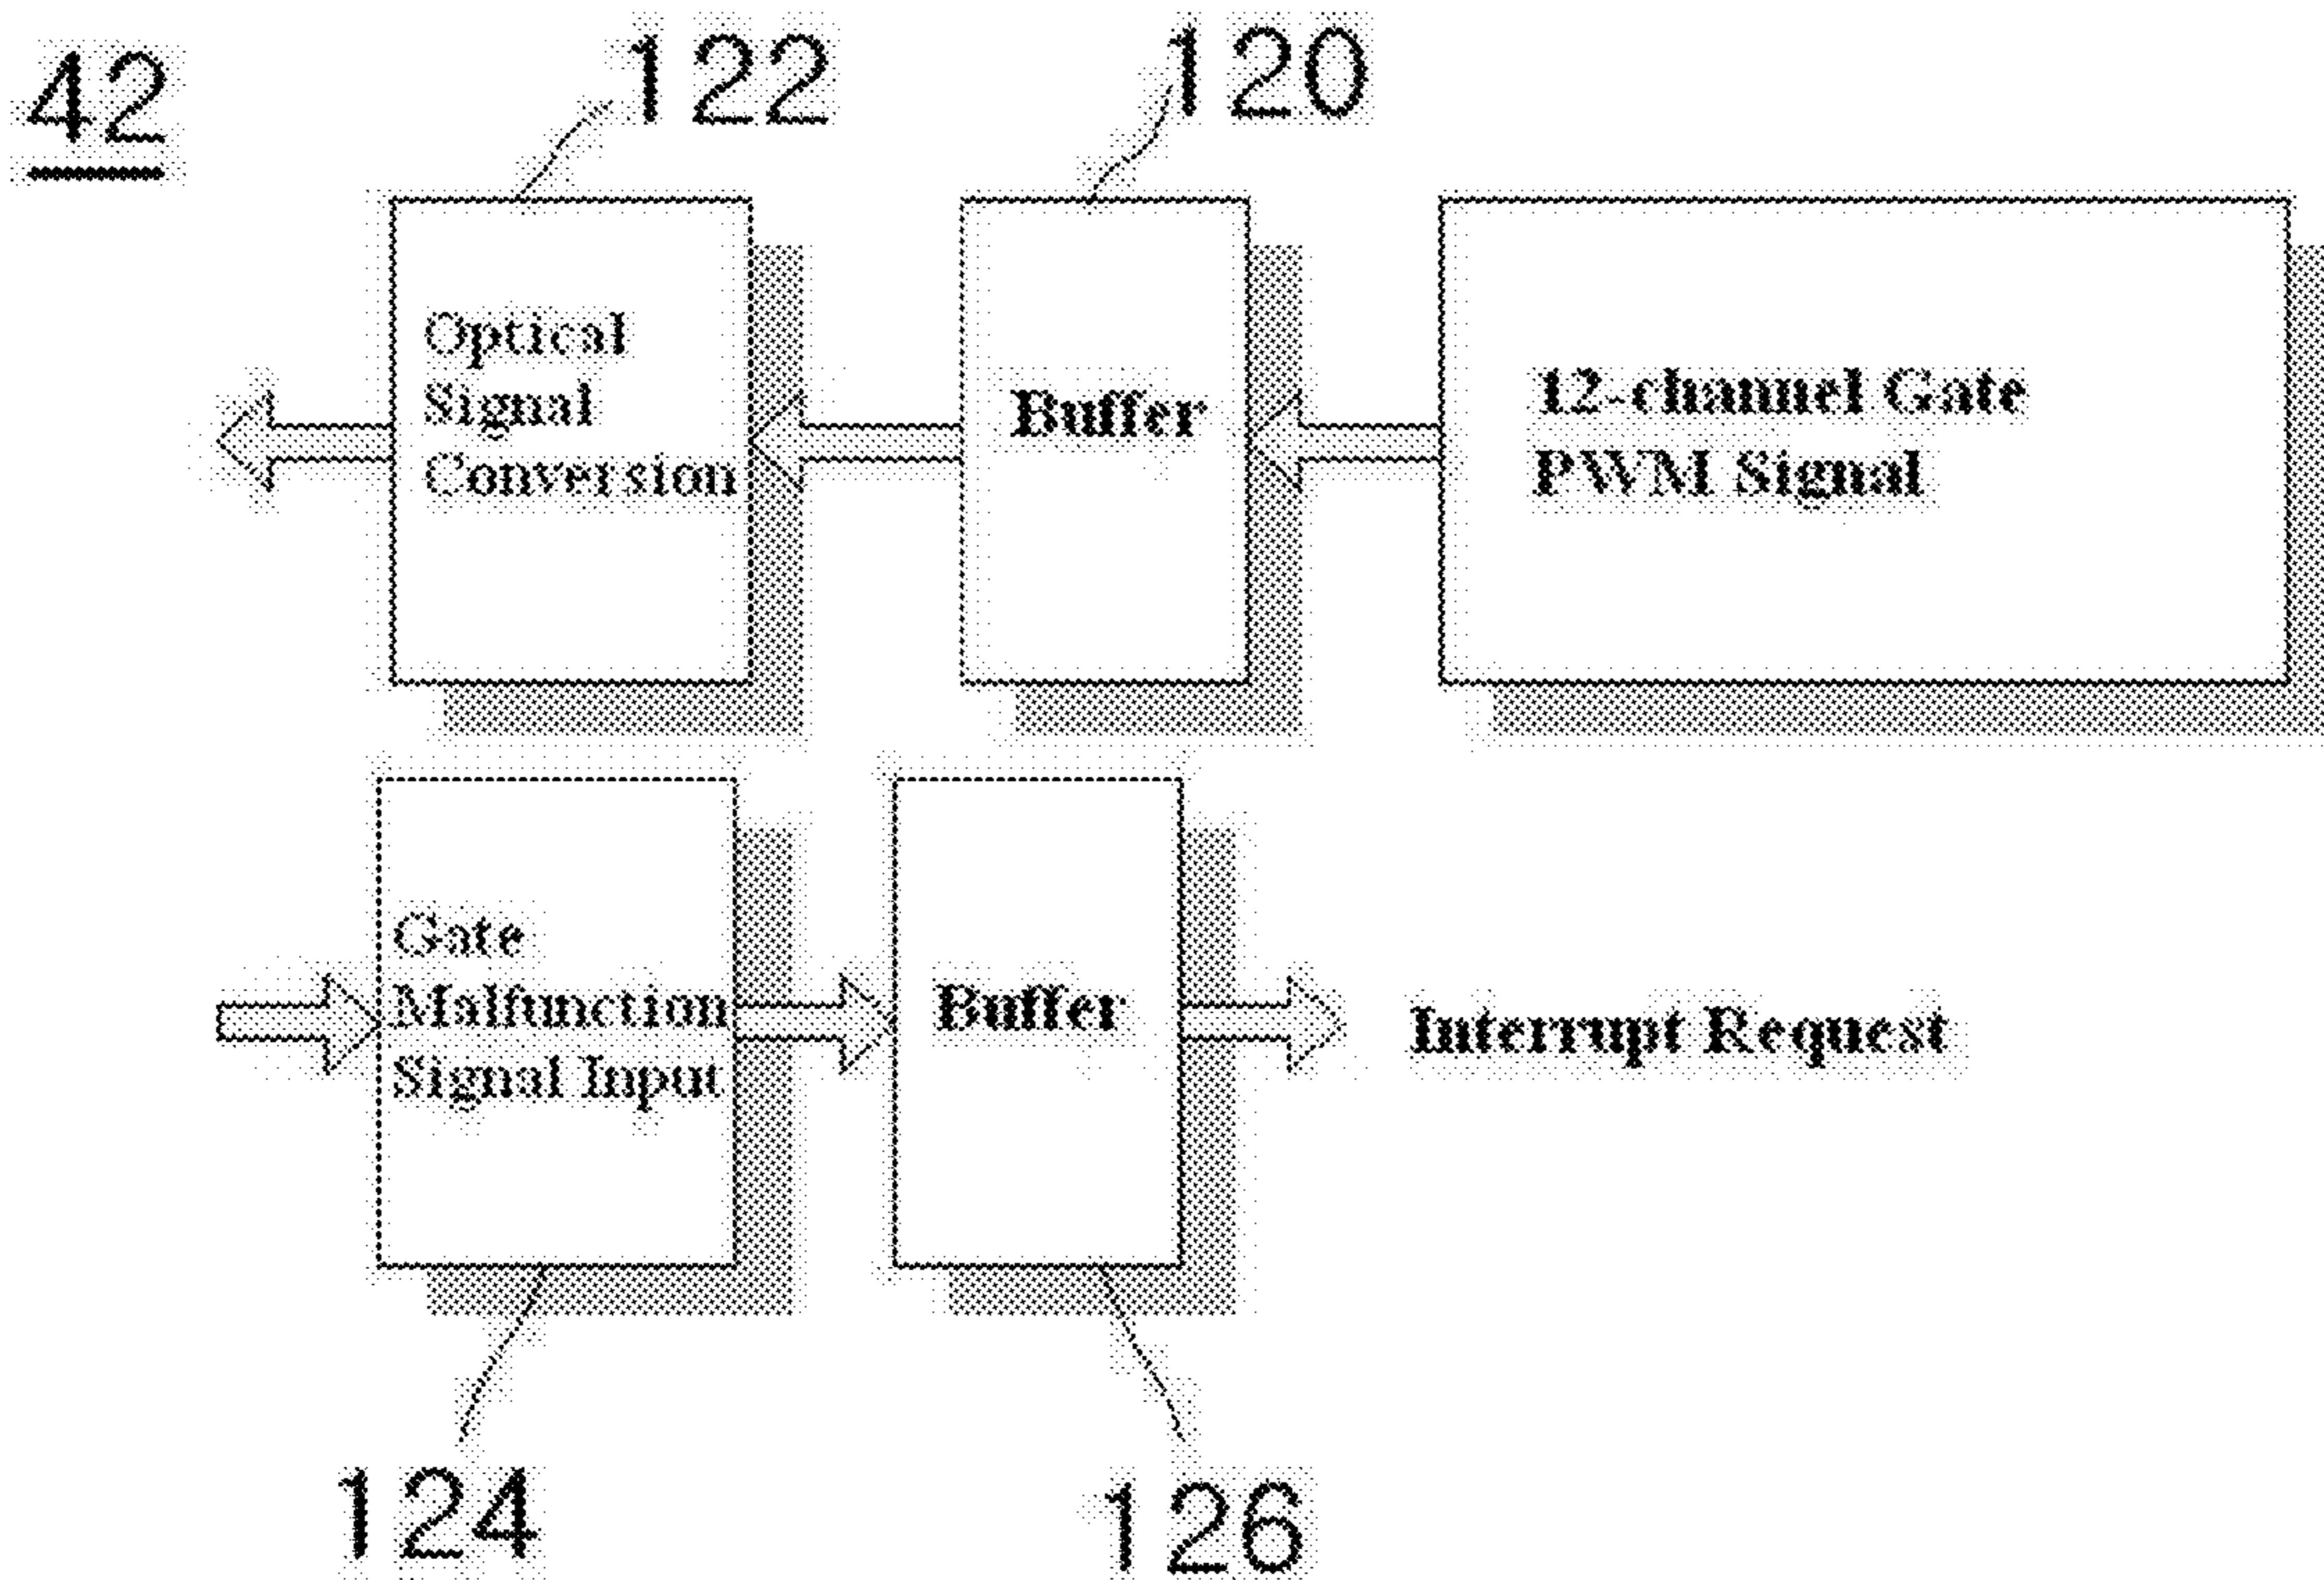 42
122
120
Optical
Signal
Conversion
Buffer
12-channel Gate
PWM Signal
Gate
Malfunction
Signal Input
Buffer
Interrupt Request
124
126